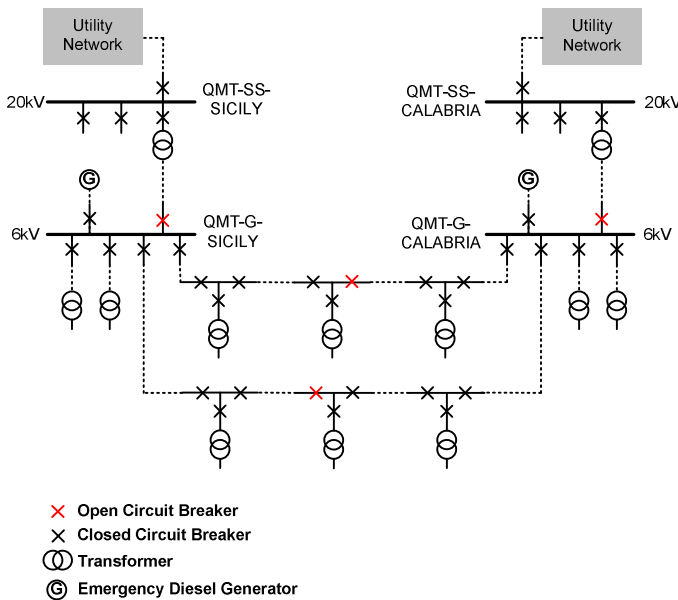 Utility
Network
Utility
Network
20kV
QMT-SS-
SICILY
QMT-SS-
CALABRIA
20kV
G
G
6kV
QMT-G-
SICILY
QMT-G-
CALABRIA
6kV
Open Circuit Breaker
Closed Circuit Breaker
Transformer
G Emergency Diesel Generator